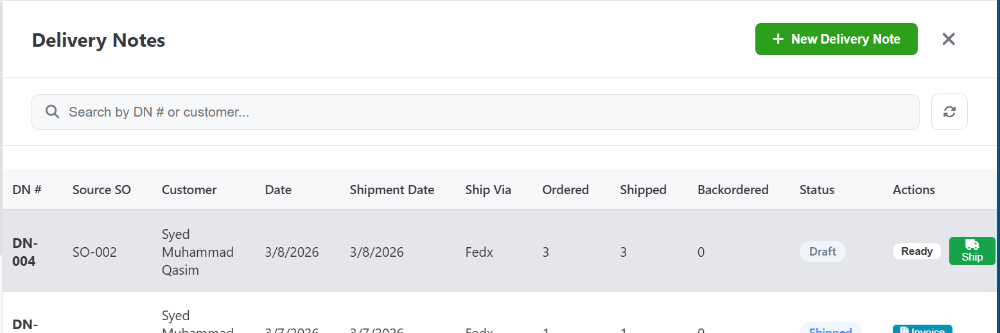 Delivery Notes
+ New Delivery Note
Search by DN # or customer...
DN # Source SO Customer Date Shipment Date Ship Via Ordered Shipped Backordered Status Actions
DN-004 SO-002 Syed Muhammad Qasim 3/8/2026 3/8/2026 Fedx 3 3 0 Draft Ready Ship
DN- Syed Muhammad 3/7/2026 3/7/2026 Fedx 1 1 0 Shipped Invoice